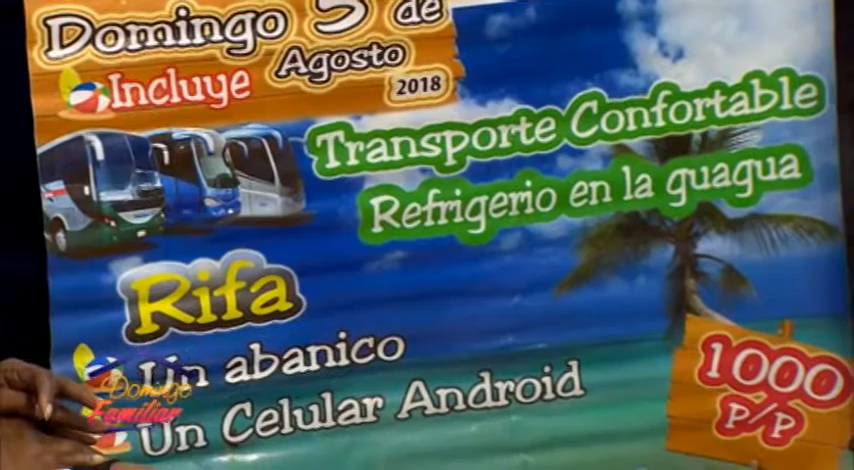 Domingo 5 de
Agosto
2018
Incluye
Transporte Confortable
Refrigerio en la guagua
Rifa
Un abanico
Un Celular Android
1000
P/P
Domingo
Familiar